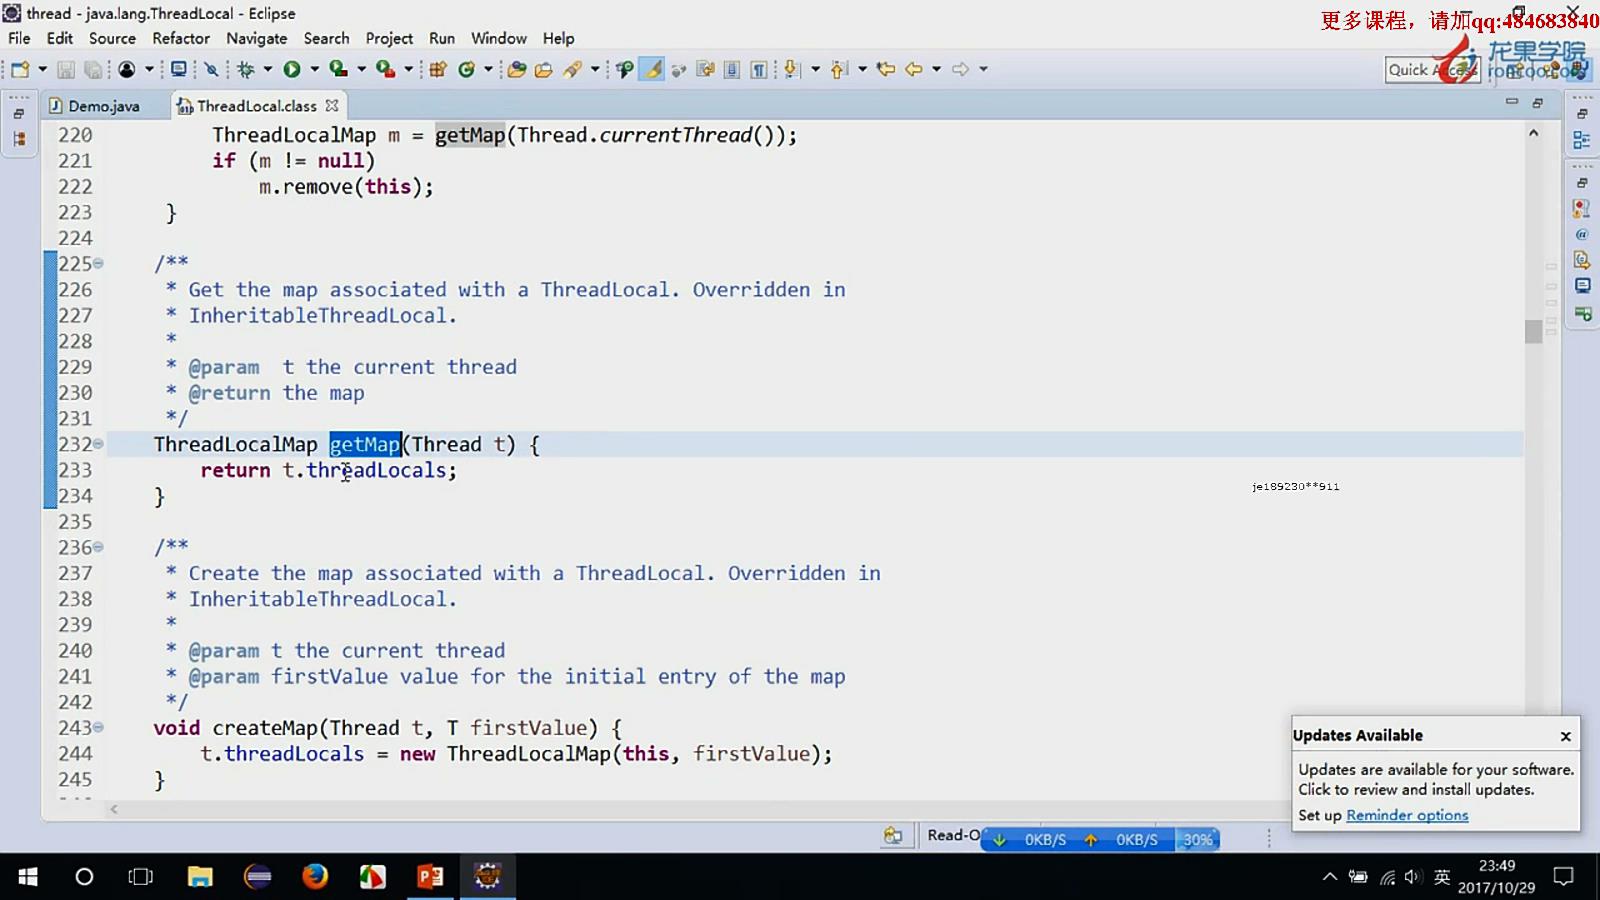 thread - java.lang.ThreadLocal - Eclipse
更多课程，请加qq:484683840
File Edit Source Refactor Navigate Search Project Run Window Help
龙果学院
Quick Access
roncoo.com
Demo.java
ThreadLocal.class
220 ThreadLocalMap m = getMap(Thread.currentThread());
221 if (m != null)
222 m.remove(this);
223 }
224
225 /**
226 * Get the map associated with a ThreadLocal. Overridden in
227 * InheritableThreadLocal.
228 *
229 * @param  t the current thread
230 * @return the map
231 */
232 ThreadLocalMap getMap(Thread t) {
233 return t.threadLocals;
234 }
235
236 /**
237 * Create the map associated with a ThreadLocal. Overridden in
238 * InheritableThreadLocal.
239 *
240 * @param t the current thread
241 * @param firstValue value for the initial entry of the map
242 */
243 void createMap(Thread t, T firstValue) {
244 t.threadLocals = new ThreadLocalMap(this, firstValue);
245 }
je189230**911
Updates Available
Updates are available for your software.
Click to review and install updates.
Set up Reminder options
Read-O
0KB/S 0KB/S 30%
英
23:49
2017/10/29